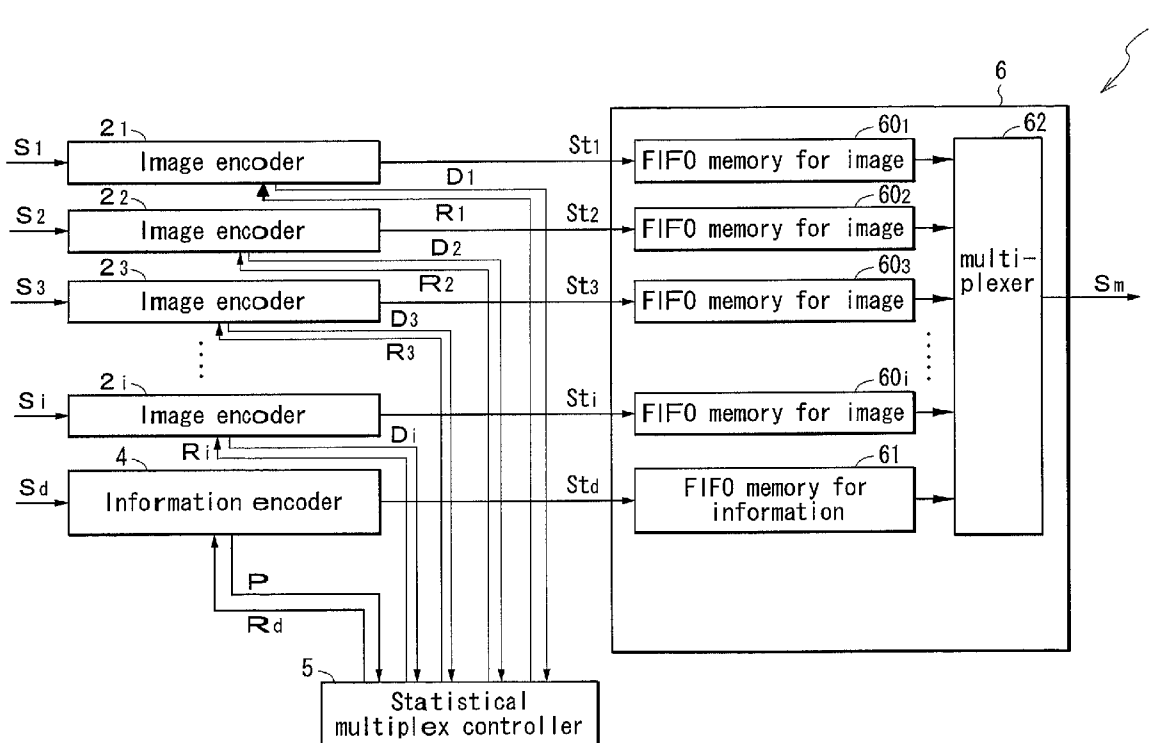 6
S1
21
Image encoder
St1
601
FIFO memory for image
62
D1
R1
S2
22
Image encoder
St2
602
FIFO memory for image
D2
R2
S3
23
Image encoder
St3
603
FIFO memory for image
multi-
plexer
Sm
D3
R3
Si
2i
Image encoder
Sti
60i
FIFO memory for image
Di
Ri
Sd
4
Information encoder
Std
61
FIFO memory for
information
P
Rd
5
Statistical
multiplex controller